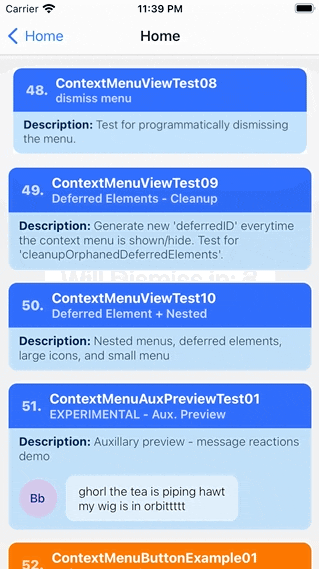 Carrier 11:39 PM
Home Home
48. ContextMenuViewTest08
dismiss menu
Description: Test for programmatically dismissing
the menu.
49. ContextMenuViewTest09
Deferred Elements - Cleanup
Description: Generate new 'deferredID' everytime
the context menu is shown/hide. Test for
'cleanupOrphanedDeferredElements'.
Will Dismiss in:
50. ContextMenuViewTest10
Deferred Element + Nested
Description: Nested menus, deferred elements,
large icons, and small menu
51. ContextMenuAuxPreviewTest01
EXPERIMENTAL - Aux. Preview
Description: Auxillary preview - message reactions
demo
Bb
ghorl the tea is piping hawt
my wig is in orbittttt
52. ContextMenuButtonExample01